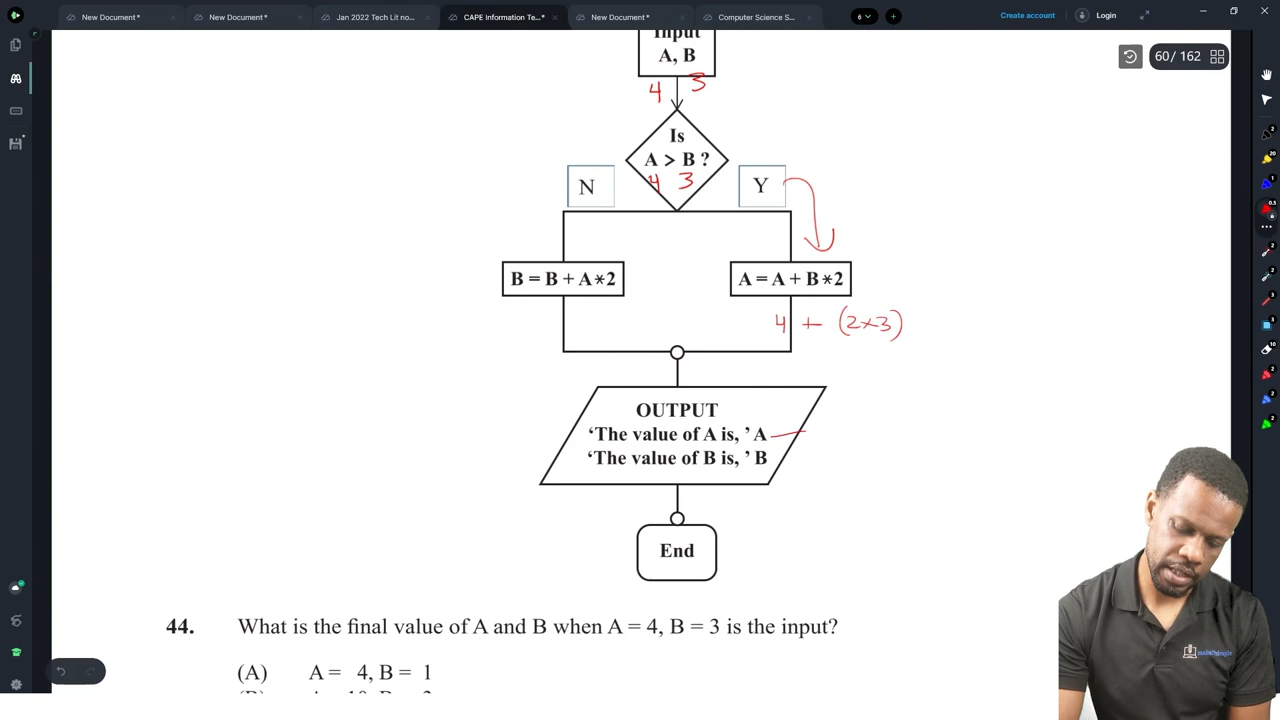 New Document*
New Document*
Jan 2022 Tech Lit no...
CAPE Information Te...*
New Document*
Computer Science S...
6
Create account
Login
60/162
Input
A, B
4 3
Is
A > B ?
4 3
N
Y
B = B + A*2
A = A + B*2
4 + (2×3)
OUTPUT
‘The value of A is, ’ A
‘The value of B is, ’ B
End
44. What is the final value of A and B when A = 4, B = 3 is the input?
(A) A = 4, B = 1